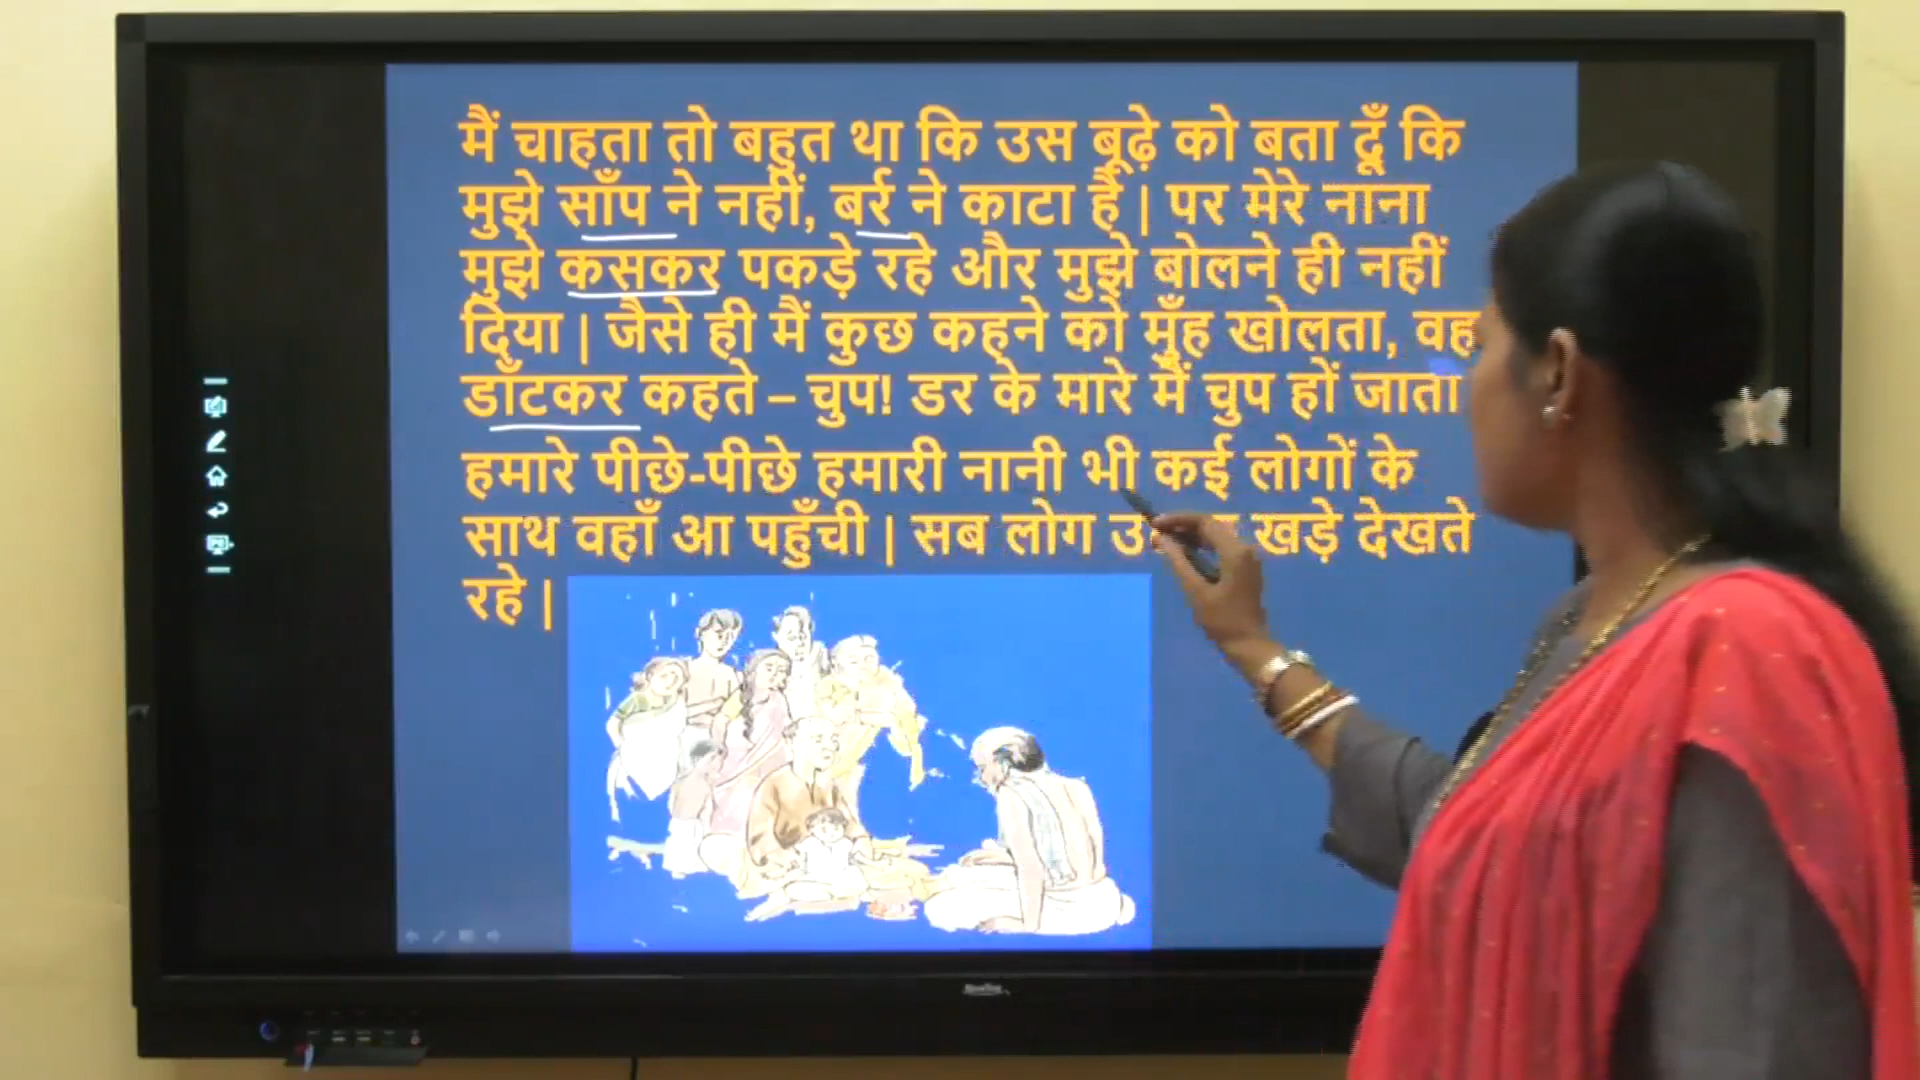 मैं चाहता तो बहुत था कि उस बूढ़े को बता दूँ कि
मुझे साँप ने नहीं, बर्र ने काटा है | पर मेरे नाना
मुझे कसकर पकड़े रहे और मुझे बोलने ही नहीं
दिया | जैसे ही मैं कुछ कहने को मुँह खोलता, वह
डाँटकर कहते – चुप! डर के मारे मैं चुप हों जाता
हमारे पीछे-पीछे हमारी नानी भी कई लोगों के
साथ वहाँ आ पहुँची | सब लोग खड़े देखते
रहे |